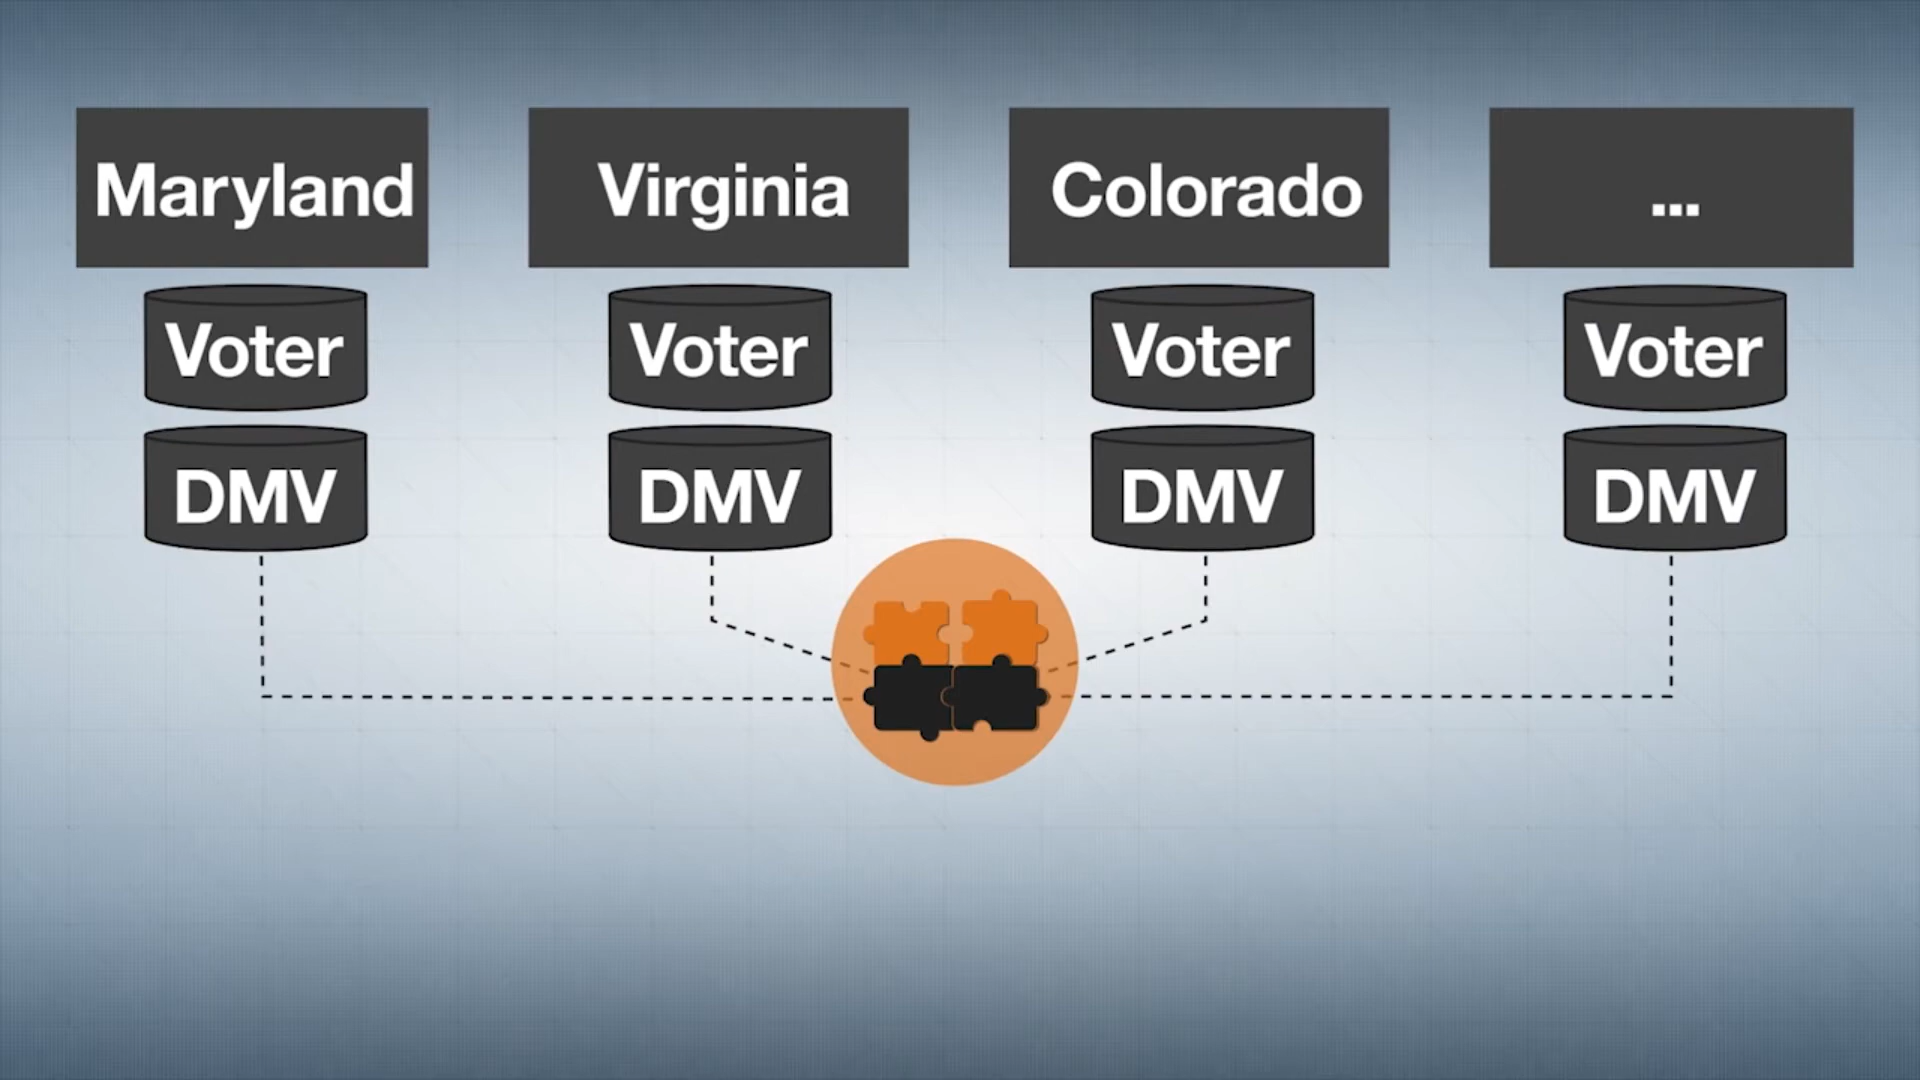 Maryland
Virginia
Colorado
...
Voter
Voter
Voter
Voter
DMV
DMV
DMV
DMV